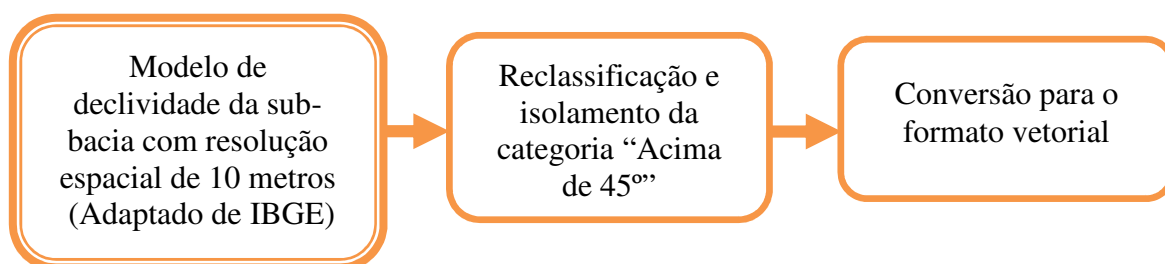 Modelo de
declividade da sub-
bacia com resolução
espacial de 10 metros
(Adaptado de IBGE)
Reclassificação e
isolamento da
categoria “Acima
de 45º”
Conversão para o
formato vetorial